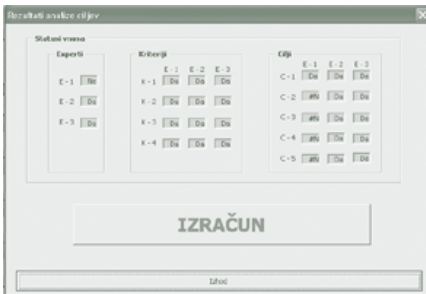 Rezultati analize ciljev
Statusi vnosa
Experti
E - 1 Ne
E - 2 Da
E - 3 Da
Kriteriji
E - 1 E - 2 E - 3
K - 1 Da Da Da
K - 2 Da Da Da
K - 3 Da Da Da
K - 4 Da Da Da
Cilji
E - 1 E - 2 E - 3
C - 1 Da Da Da
C - 2 #N Da Da
C - 3 #N Da Da
C - 4 #N Da Da
C - 5 #N Da Da
IZRAČUN
Izhod